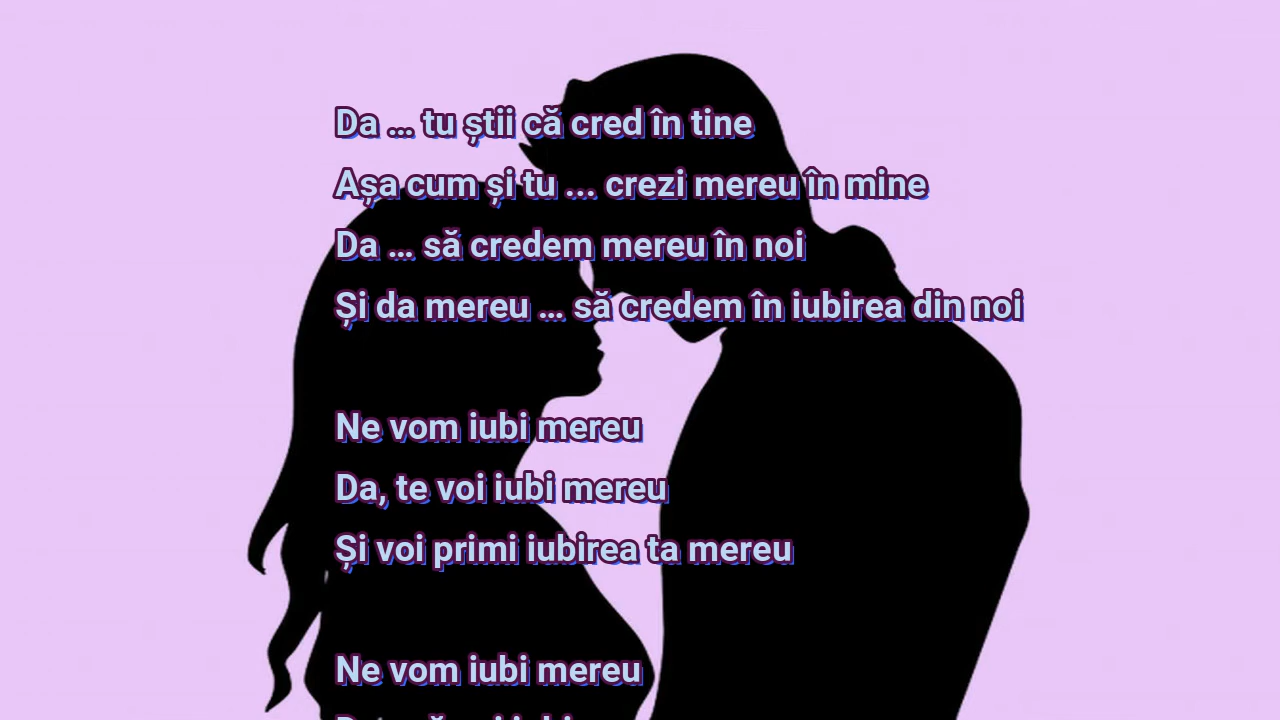 Da ... tu știi că cred în tine
Așa cum și tu ... crezi mereu în mine
Da ... să credem mereu în noi
Și da mereu ... să credem în iubirea din noi
Ne vom iubi mereu
Da, te voi iubi mereu
Și voi primi iubirea ta mereu
Ne vom iubi mereu